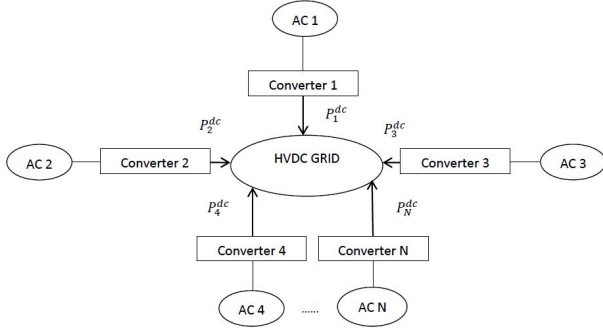 AC 1
Converter 1
P_1^{dc}
P_2^{dc}
P_3^{dc}
AC 2
Converter 2
HVDC GRID
Converter 3
AC 3
P_4^{dc}
P_N^{dc}
Converter 4
Converter N
AC 4
......
AC N